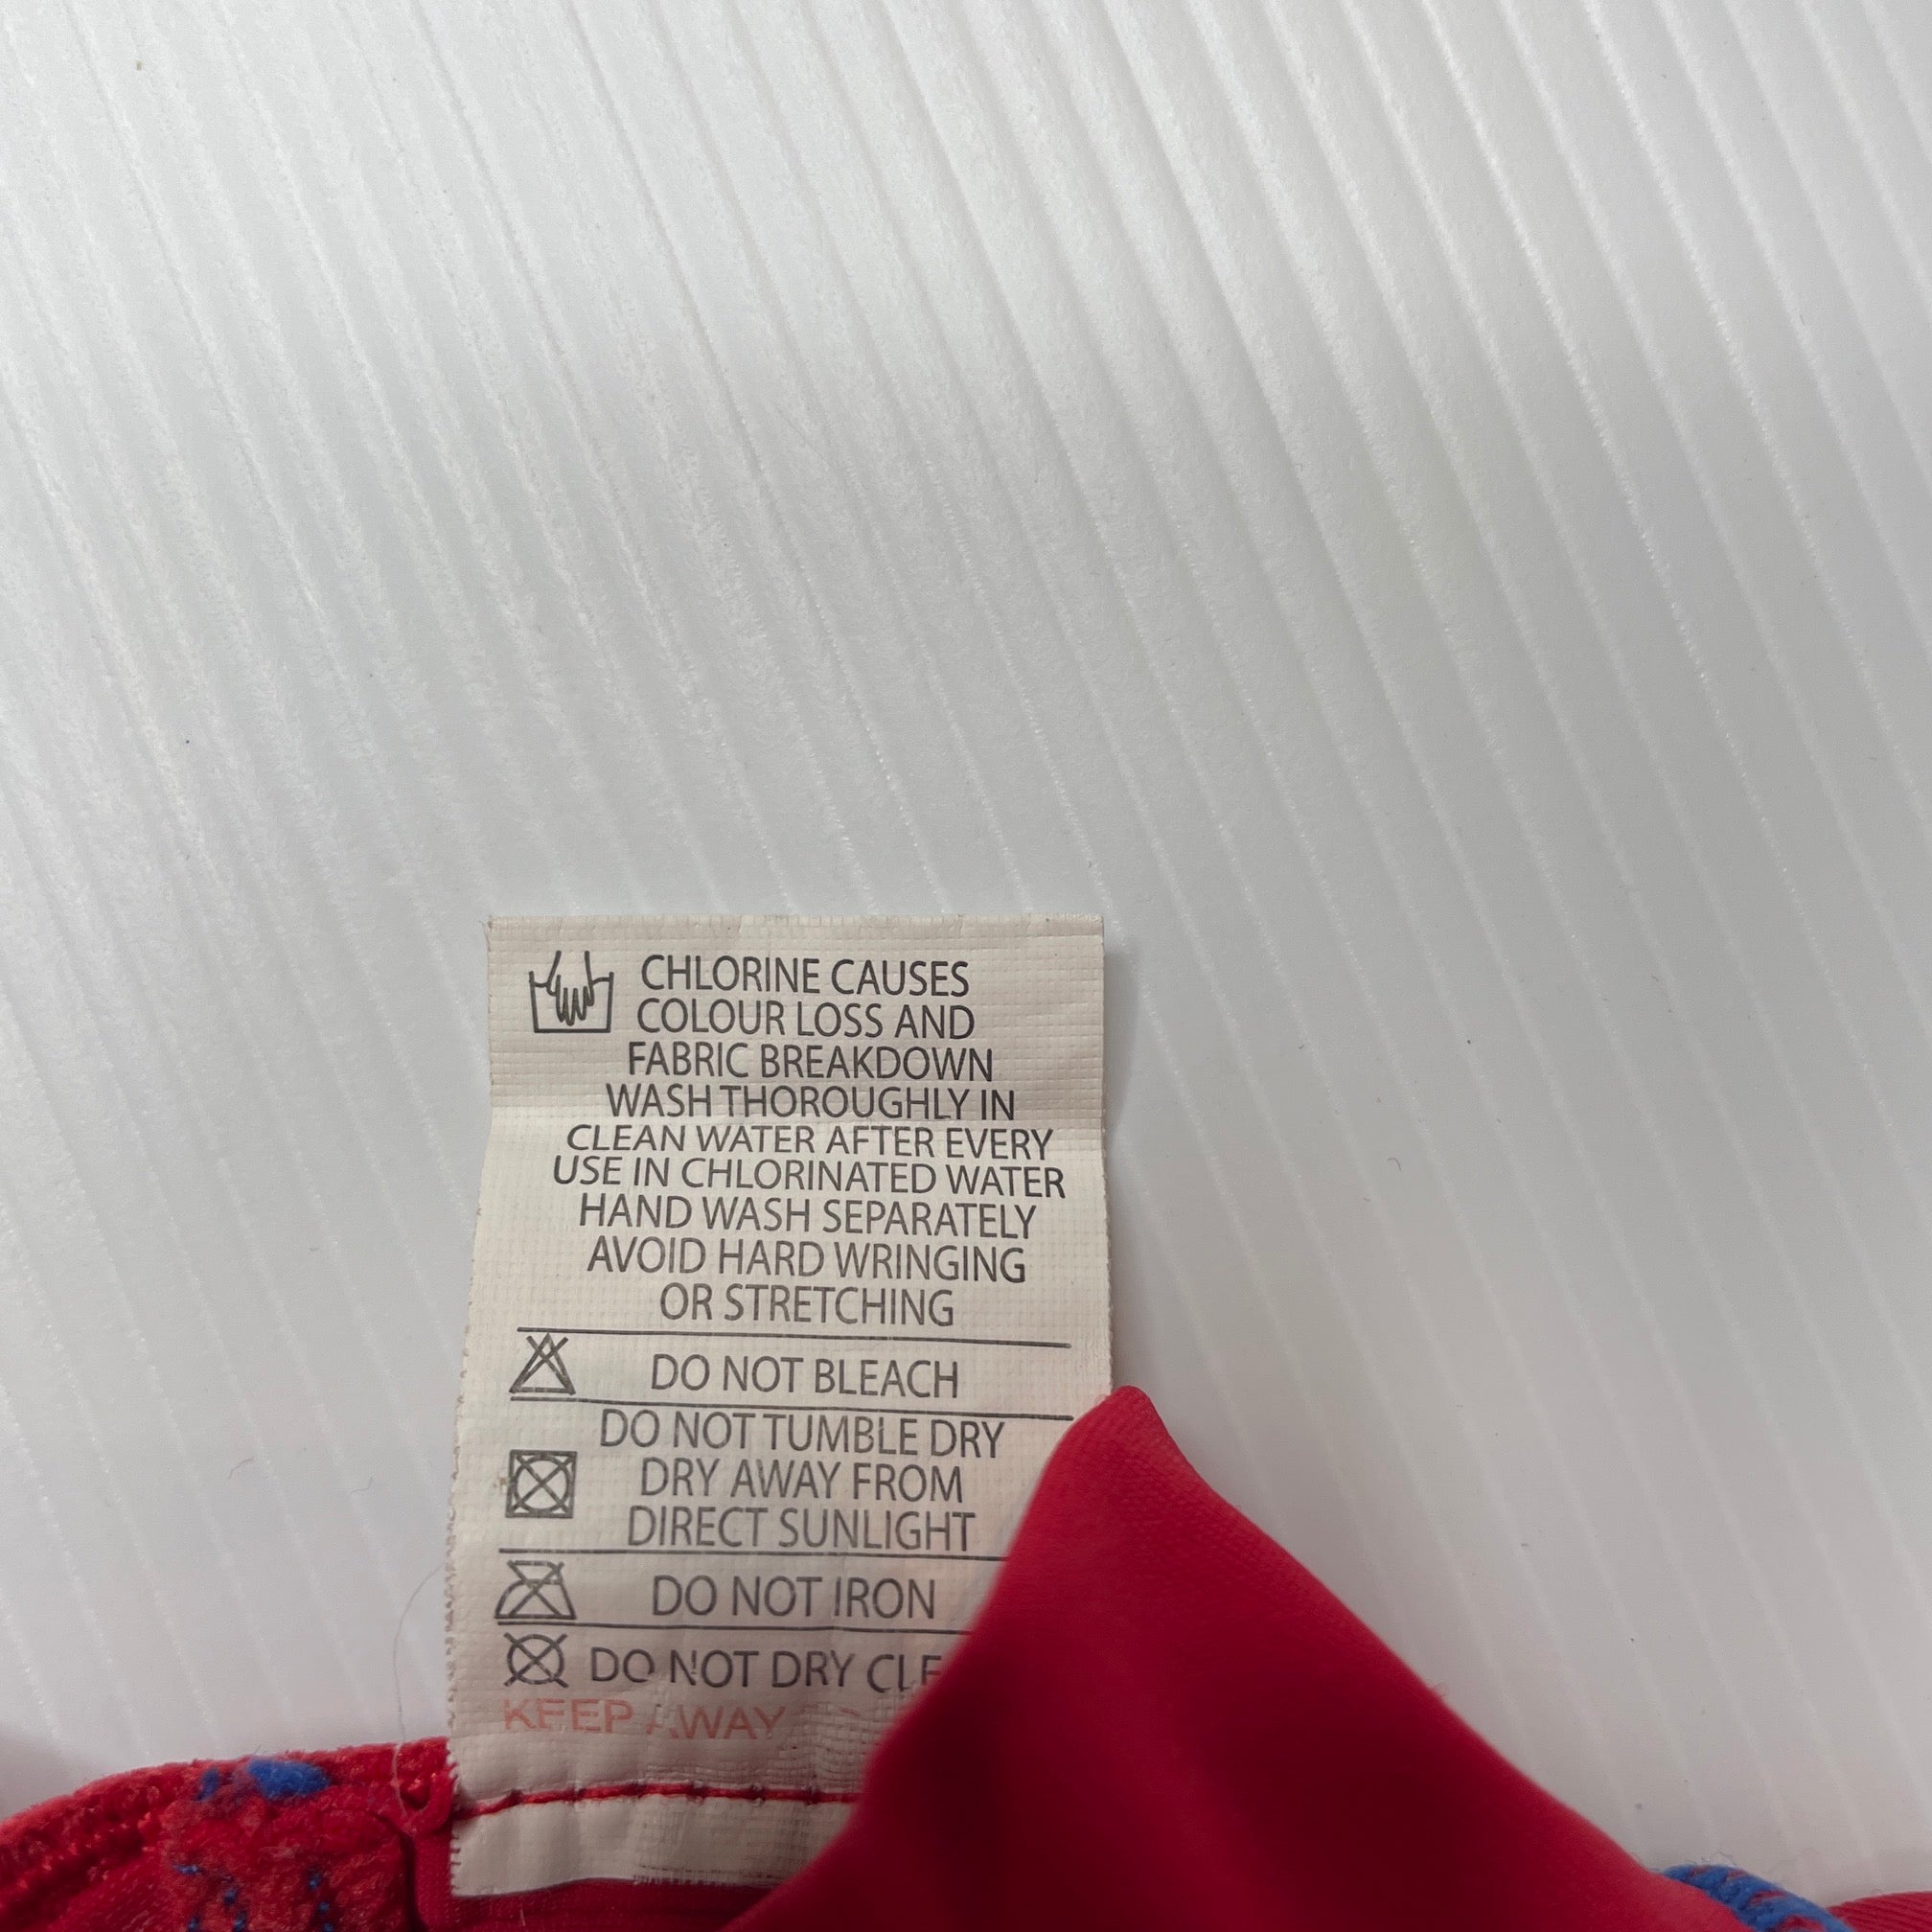 CHLORINE CAUSES
COLOUR LOSS AND
FABRIC BREAKDOWN
WASH THOROUGHLY IN
CLEAN WATER AFTER EVERY
USE IN CHLORINATED WATER
HAND WASH SEPARATELY
AVOID HARD WRINGING
OR STRETCHING
DO NOT BLEACH
DO NOT TUMBLE DRY
DRY AWAY FROM
DIRECT SUNLIGHT
DO NOT IRON
DO NOT DRY
KEEP AWAY